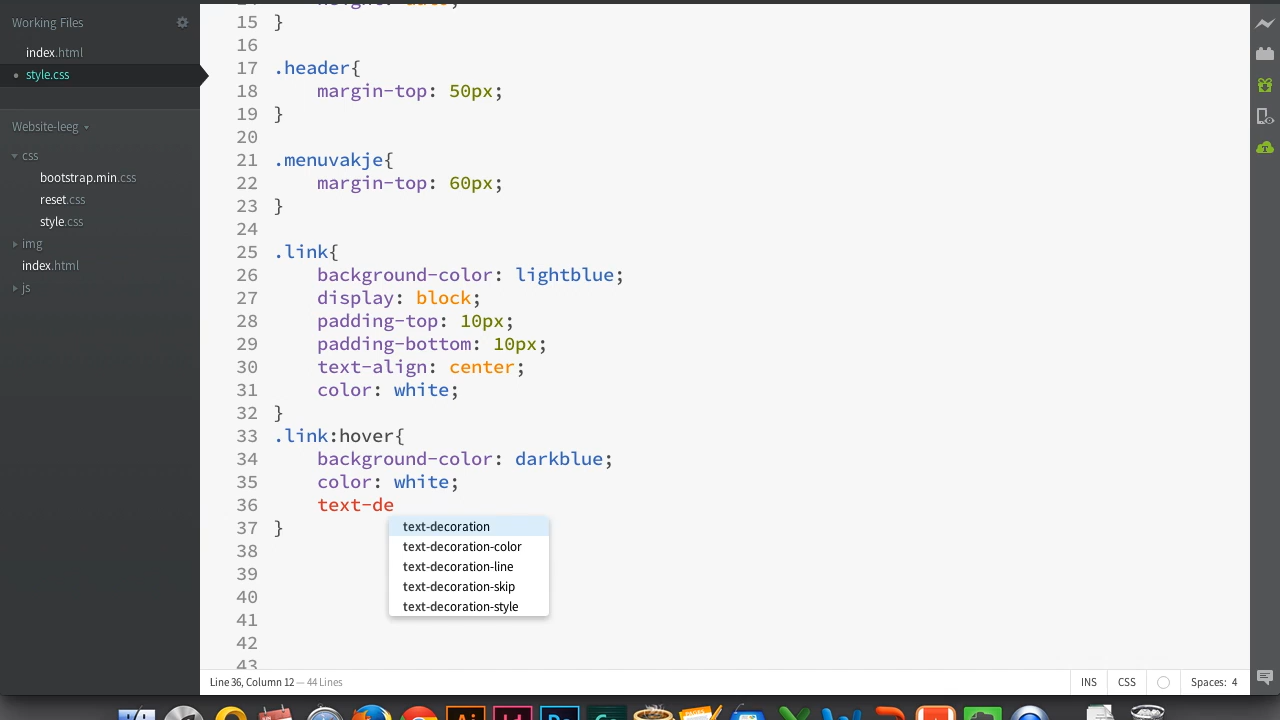 Working Files
index.html
style.css
Website-leeg
css
bootstrap.min.css
reset.css
style.css
img
index.html
js
15 }
16
17 .header{
18 margin-top: 50px;
19 }
20
21 .menuvakje{
22 margin-top: 60px;
23 }
24
25 .link{
26 background-color: lightblue;
27 display: block;
28 padding-top: 10px;
29 padding-bottom: 10px;
30 text-align: center;
31 color: white;
32 }
33 .link:hover{
34 background-color: darkblue;
35 color: white;
36 text-de
37 }
38
39
40
41
42
43
text-decoration
text-decoration-color
text-decoration-line
text-decoration-skip
text-decoration-style
Line 36, Column 12 — 44 Lines
INS
CSS
Spaces: 4